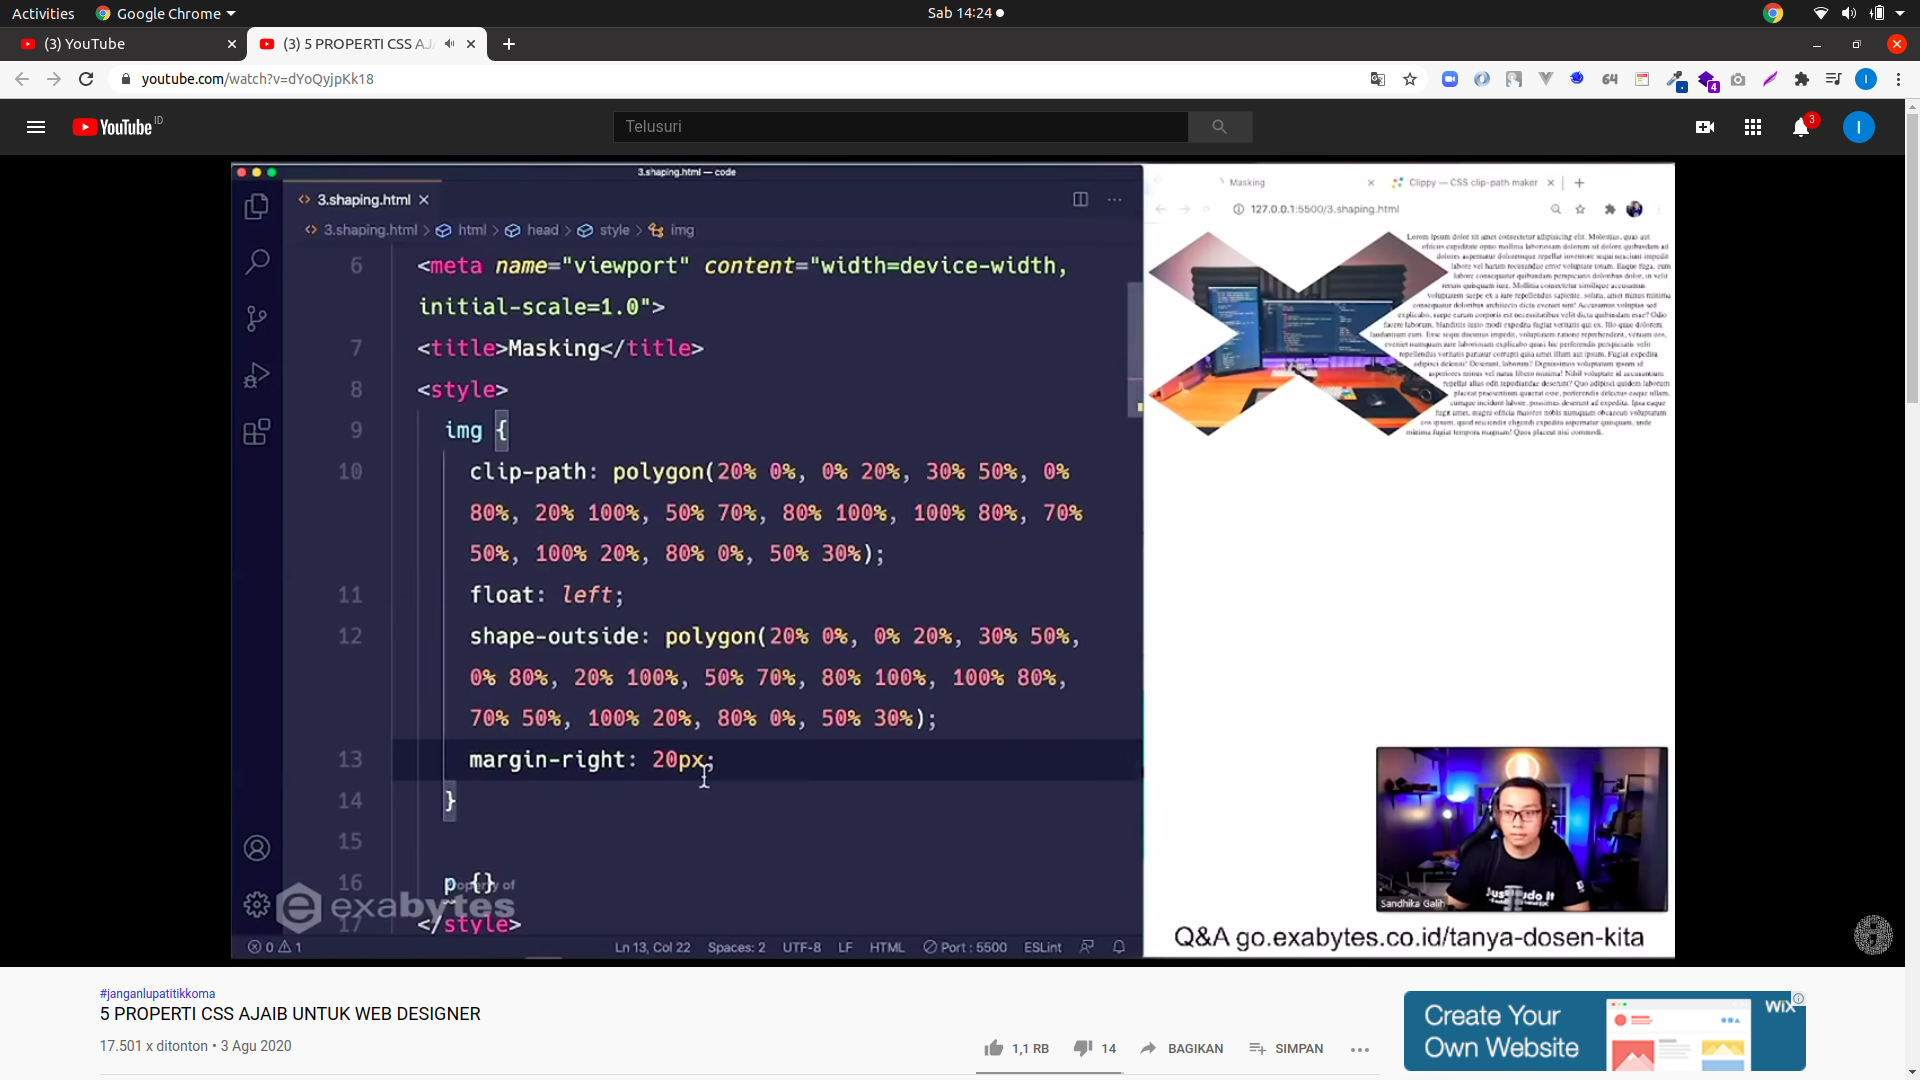 Activities
Google Chrome
Sab 14:24
(3) YouTube
(3) 5 PROPERTI CSS AJ
youtube.com/watch?v=dYoQyjpKk18
64
4
YouTube ID
Telusuri
3
I
3.shaping.html — code
3.shaping.html
3.shaping.html > html > head > style > img
6 <meta name="viewport" content="width=device-width,
initial-scale=1.0">
7 <title>Masking</title>
8 <style>
9 img {
10 clip-path: polygon(20% 0%, 0% 20%, 30% 50%, 0%
80%, 20% 100%, 50% 70%, 80% 100%, 100% 80%, 70%
50%, 100% 20%, 80% 0%, 50% 30%);
11 float: left;
12 shape-outside: polygon(20% 0%, 0% 20%, 30% 50%,
0% 80%, 20% 100%, 50% 70%, 80% 100%, 100% 80%,
70% 50%, 100% 20%, 80% 0%, 50% 30%);
13 margin-right: 20px;
14 }
15
16 p {}
17 </style>
Property of
exabytes
0 1
Ln 13, Col 22 Spaces: 2 UTF-8 LF HTML Port : 5500 ESLint
Masking
Clippy — CSS clip-path maker
127.0.0.1:5500/3.shaping.html
Lorem ipsum dolor sit amet consectetur adipisicing elit. Molestias, quas aut
Sandhika Galih
Q&A go.exabytes.co.id/tanya-dosen-kita
#janganlupatitikkoma
5 PROPERTI CSS AJAIB UNTUK WEB DESIGNER
17.501 x ditonton • 3 Agu 2020
1,1 RB
14
BAGIKAN
SIMPAN
Create Your
Own Website
WiX